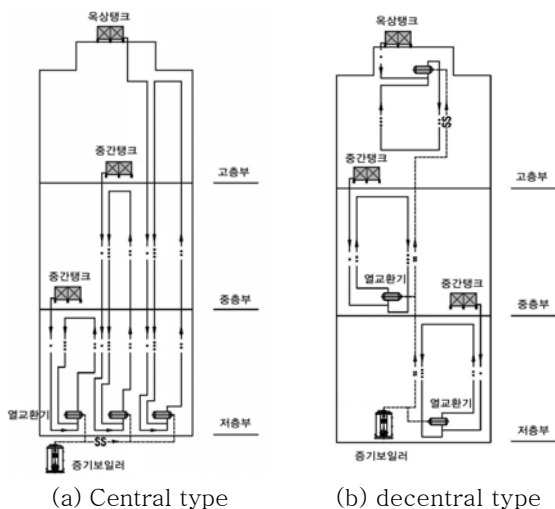 옥상탱크
중간탱크
고층부
중간탱크
중층부
열교환기
저층부
SS
증기보일러
(a) Central type
옥상탱크
SS
중간탱크
고층부
열교환기
중간탱크
중층부
열교환기
저층부
증기보일러
(b) decentral type